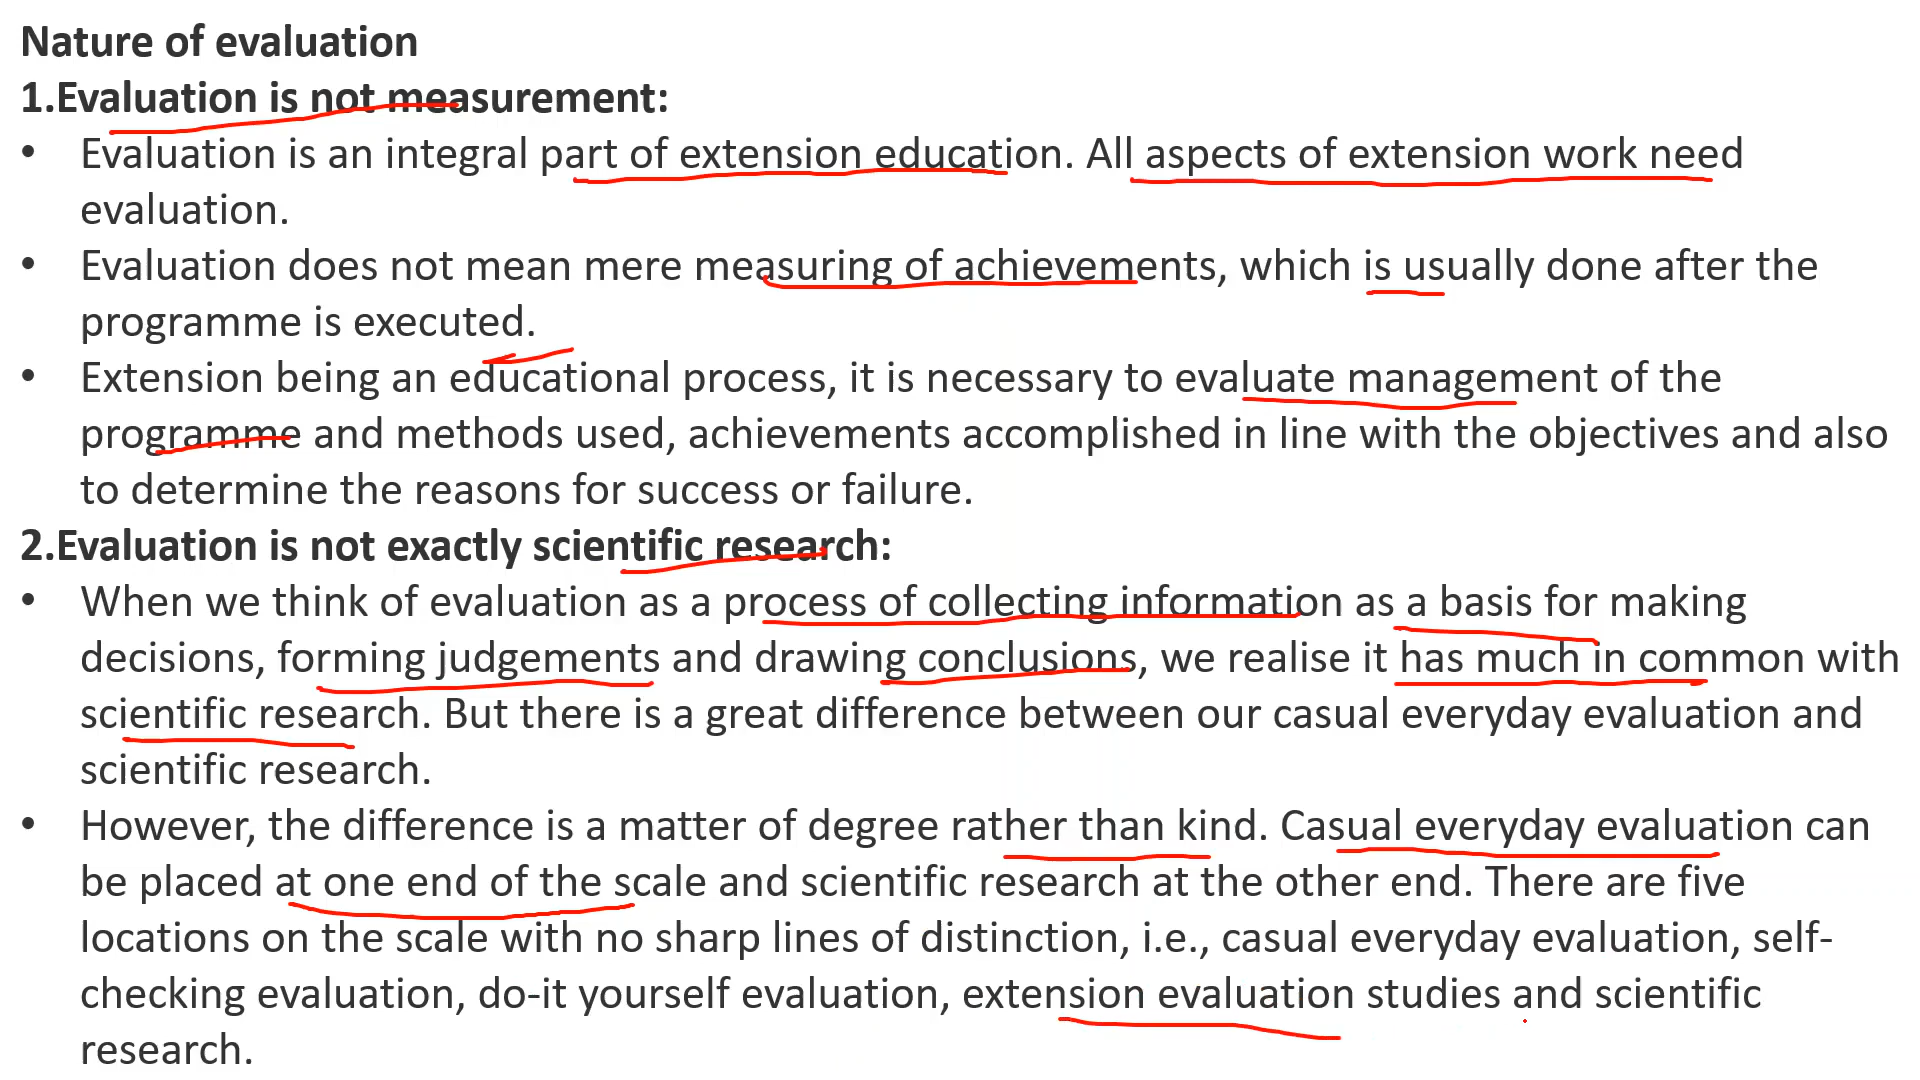 Nature of evaluation
1.Evaluation is not measurement:
• Evaluation is an integral part of extension education. All aspects of extension work need
evaluation.
• Evaluation does not mean mere measuring of achievements, which is usually done after the
programme is executed.
• Extension being an educational process, it is necessary to evaluate management of the
programme and methods used, achievements accomplished in line with the objectives and also
to determine the reasons for success or failure.
2.Evaluation is not exactly scientific research:
• When we think of evaluation as a process of collecting information as a basis for making
decisions, forming judgements and drawing conclusions, we realise it has much in common with
scientific research. But there is a great difference between our casual everyday evaluation and
scientific research.
• However, the difference is a matter of degree rather than kind. Casual everyday evaluation can
be placed at one end of the scale and scientific research at the other end. There are five
locations on the scale with no sharp lines of distinction, i.e., casual everyday evaluation, self-
checking evaluation, do-it yourself evaluation, extension evaluation studies and scientific
research.